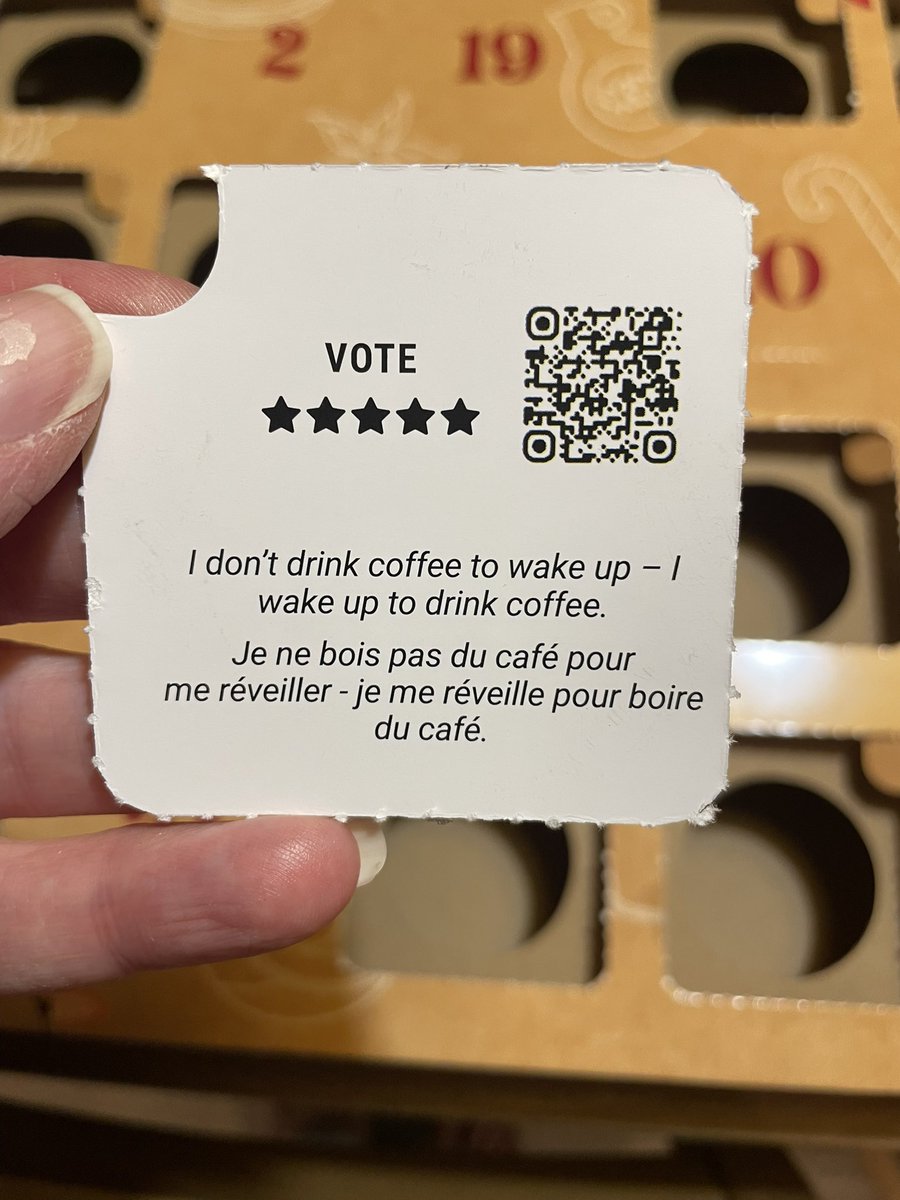 2 19
0
VOTE
★★★★★
I don’t drink coffee to wake up – I
wake up to drink coffee.
Je ne bois pas du café pour
me réveiller - je me réveille pour boire
du café.